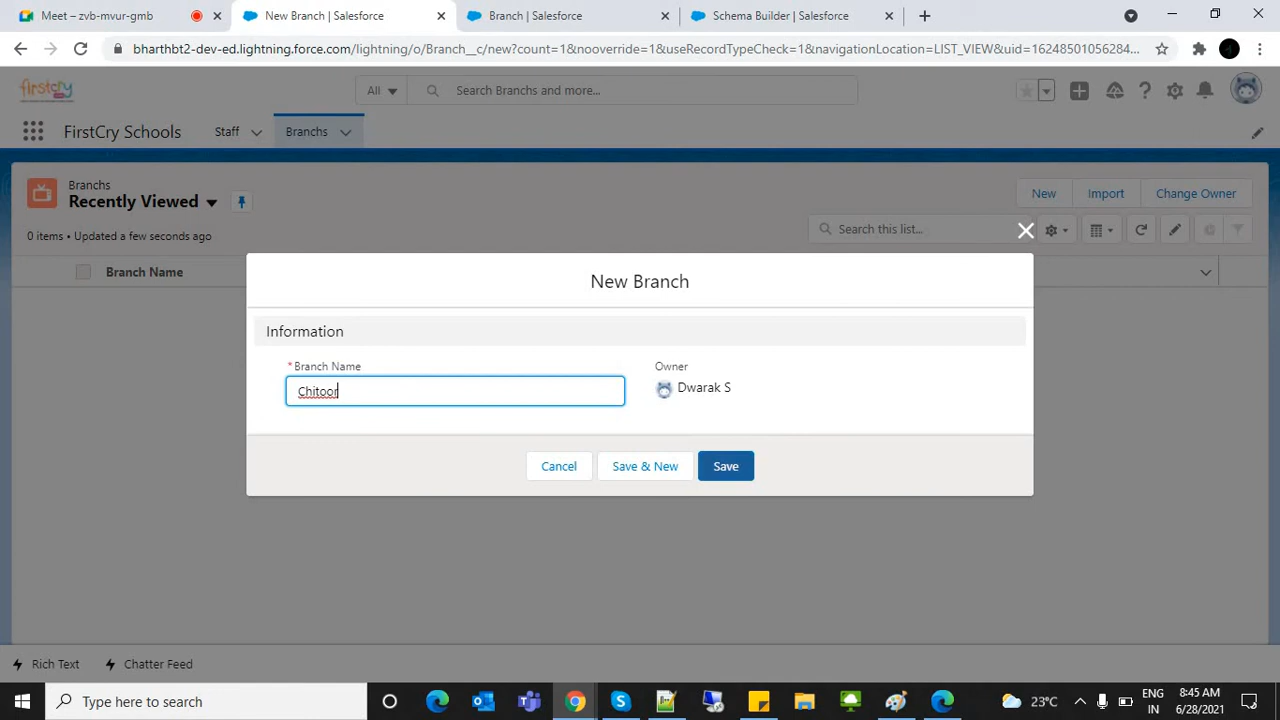 Meet – zvb-mvur-gmb
New Branch | Salesforce
Branch | Salesforce
Schema Builder | Salesforce
bharthbt2-dev-ed.lightning.force.com/lightning/o/Branch__c/new?count=1&nooverride=1&useRecordTypeCheck=1&navigationLocation=LIST_VIEW&uid=16248501056284...
firstcry
All
Search Branchs and more...
FirstCry Schools
Staff
Branchs
Branchs
Recently Viewed
New
Import
Change Owner
0 items • Updated a few seconds ago
Search this list...
Branch Name
New Branch
Information
*Branch Name
Owner
Chitoor
Dwarak S
Cancel
Save & New
Save
Rich Text
Chatter Feed
Type here to search
23°C
ENG
IN
8:45 AM
6/28/2021